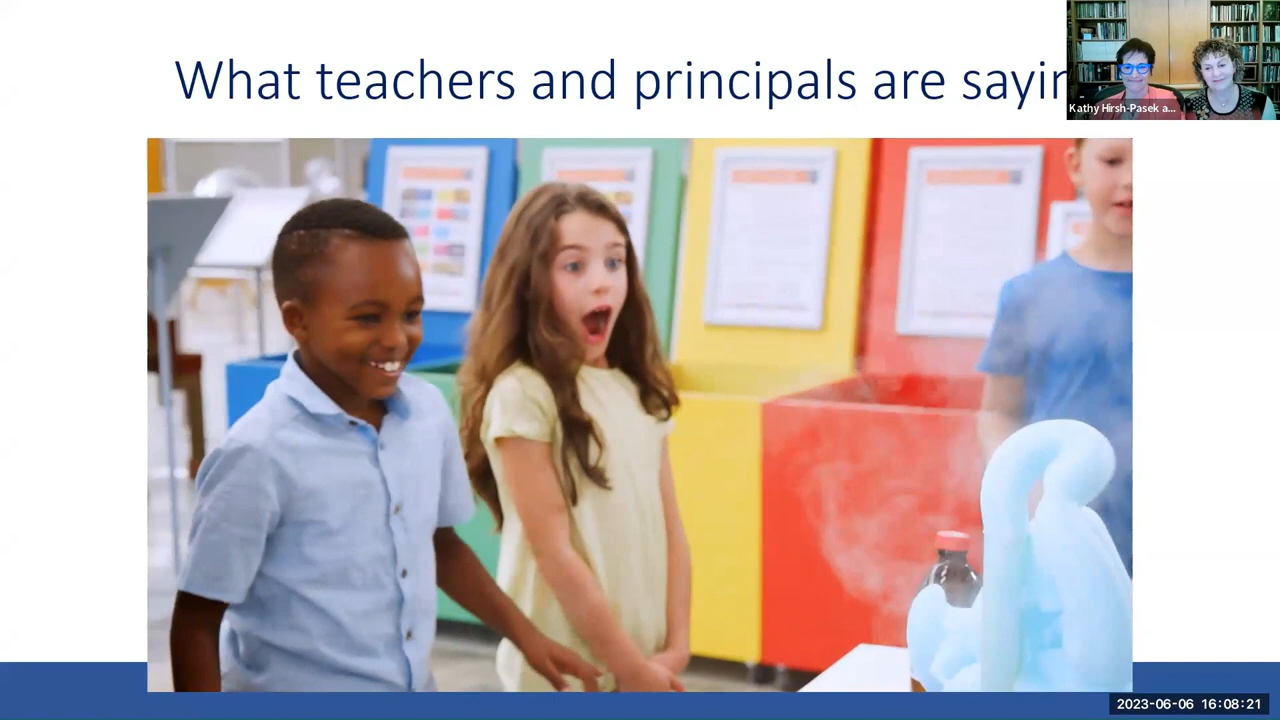 What teachers and principals are sayin
Kathy Hirsh-Pasek a...
2023-06-06 16:08:21